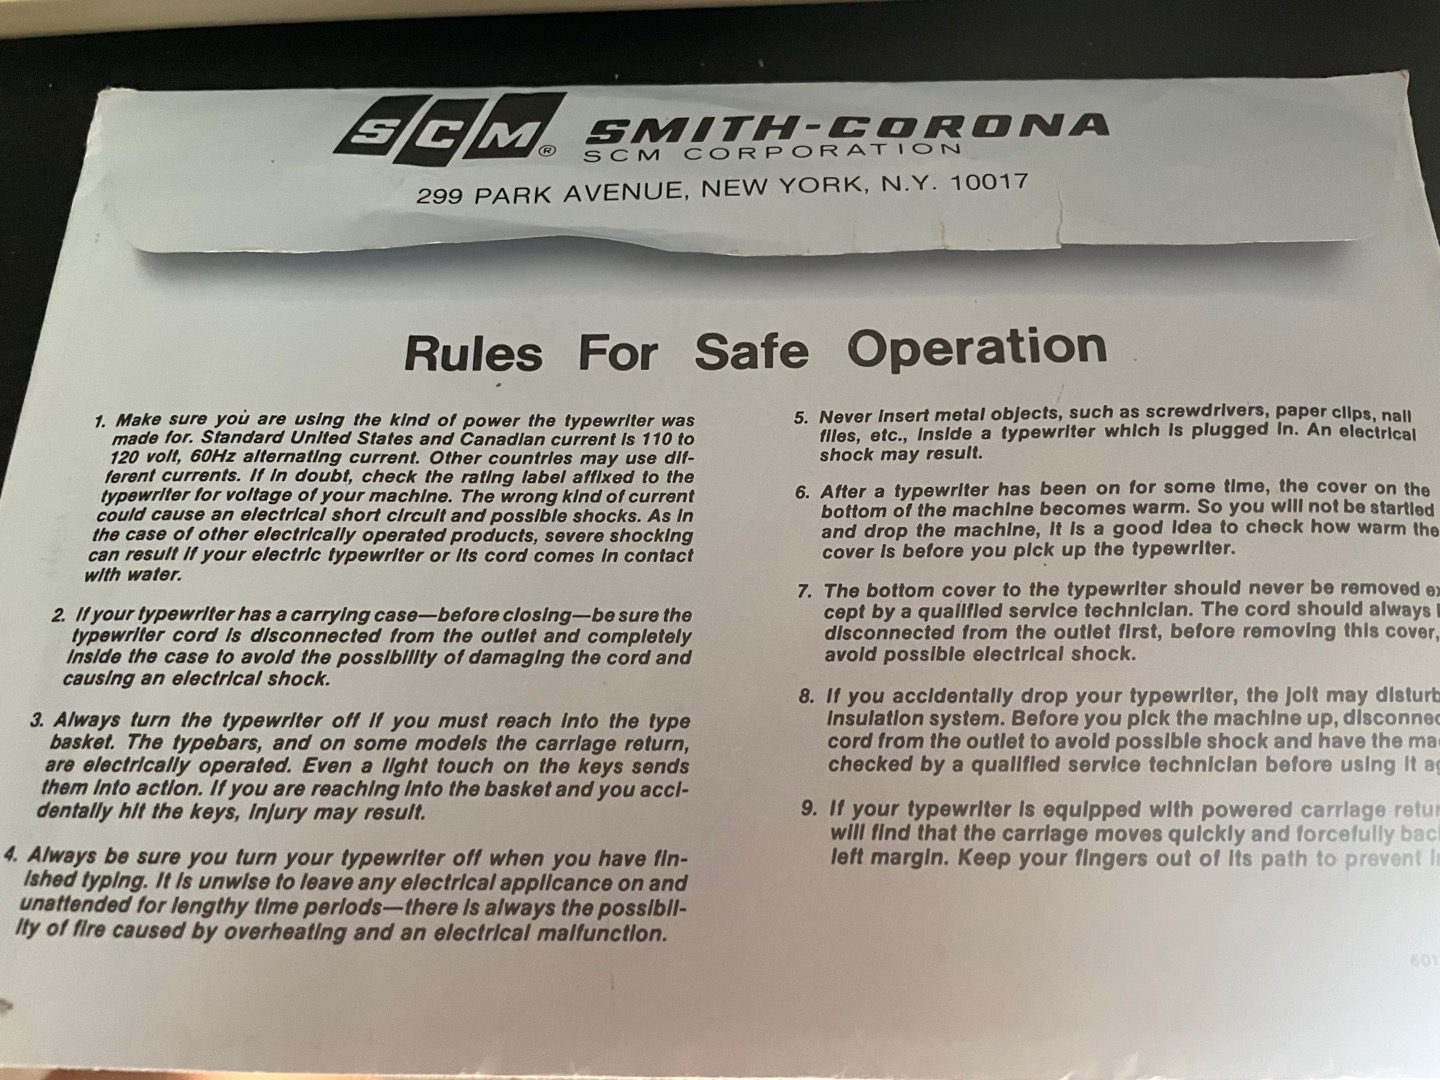 SCM® SMITH-CORONA
SCM CORPORATION
299 PARK AVENUE, NEW YORK, N.Y. 10017
Rules For Safe Operation
1. Make sure you are using the kind of power the typewriter was
made for. Standard United States and Canadian current is 110 to
120 volt, 60Hz alternating current. Other countries may use dif-
ferent currents. If in doubt, check the rating label affixed to the
typewriter for voltage of your machine. The wrong kind of current
could cause an electrical short circuit and possible shocks. As in
the case of other electrically operated products, severe shocking
can result if your electric typewriter or its cord comes in contact
with water.
2. If your typewriter has a carrying case—before closing—be sure the
typewriter cord is disconnected from the outlet and completely
inside the case to avoid the possibility of damaging the cord and
causing an electrical shock.
3. Always turn the typewriter off if you must reach into the type
basket. The typebars, and on some models the carriage return,
are electrically operated. Even a light touch on the keys sends
them into action. If you are reaching into the basket and you acci-
dentally hit the keys, injury may result.
4. Always be sure you turn your typewriter off when you have fin-
ished typing. It is unwise to leave any electrical applicance on and
unattended for lengthy time periods—there is always the possibil-
ity of fire caused by overheating and an electrical malfunction.
5. Never insert metal objects, such as screwdrivers, paper clips, nail
files, etc., inside a typewriter which is plugged in. An electrical
shock may result.
6. After a typewriter has been on for some time, the cover on the
bottom of the machine becomes warm. So you will not be startled
and drop the machine, it is a good idea to check how warm the
cover is before you pick up the typewriter.
7. The bottom cover to the typewriter should never be removed ex
cept by a qualified service technician. The cord should always
disconnected from the outlet first, before removing this cover,
avoid possible electrical shock.
8. If you accidentally drop your typewriter, the jolt may disturb
insulation system. Before you pick the machine up, disconnec
cord from the outlet to avoid possible shock and have the ma
checked by a qualified service technician before using it ag
9. If your typewriter is equipped with powered carriage retur
will find that the carriage moves quickly and forcefully bac
left margin. Keep your fingers out of its path to prevent
601